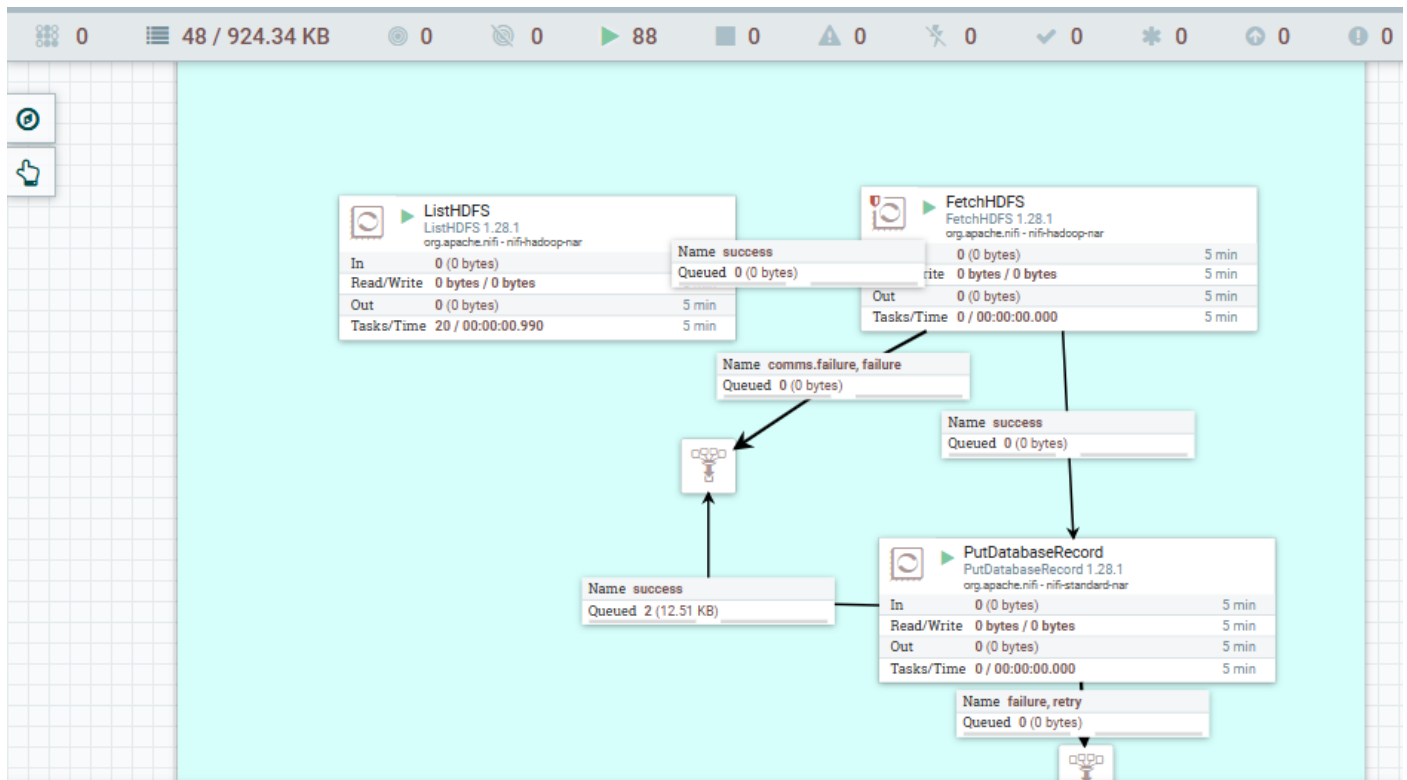 0 48 / 924.34 KB 0 0 88 0 0 0 0 0 0 0
ListHDFS
ListHDFS 1.28.1
org.apache.nifi - nifi-hadoop-nar
In 0 (0 bytes)
Read/Write 0 bytes / 0 bytes
Out 0 (0 bytes) 5 min
Tasks/Time 20 / 00:00:00.990 5 min
Name success
Queued 0 (0 bytes)
FetchHDFS
FetchHDFS 1.28.1
org.apache.nifi - nifi-hadoop-nar
0 (0 bytes) 5 min
rite 0 bytes / 0 bytes 5 min
Out 0 (0 bytes) 5 min
Tasks/Time 0 / 00:00:00.000 5 min
Name comms.failure, failure
Queued 0 (0 bytes)
Name success
Queued 0 (0 bytes)
PutDatabaseRecord
PutDatabaseRecord 1.28.1
org.apache.nifi - nifi-standard-nar
In 0 (0 bytes) 5 min
Read/Write 0 bytes / 0 bytes 5 min
Out 0 (0 bytes) 5 min
Tasks/Time 0 / 00:00:00.000 5 min
Name success
Queued 2 (12.51 KB)
Name failure, retry
Queued 0 (0 bytes)